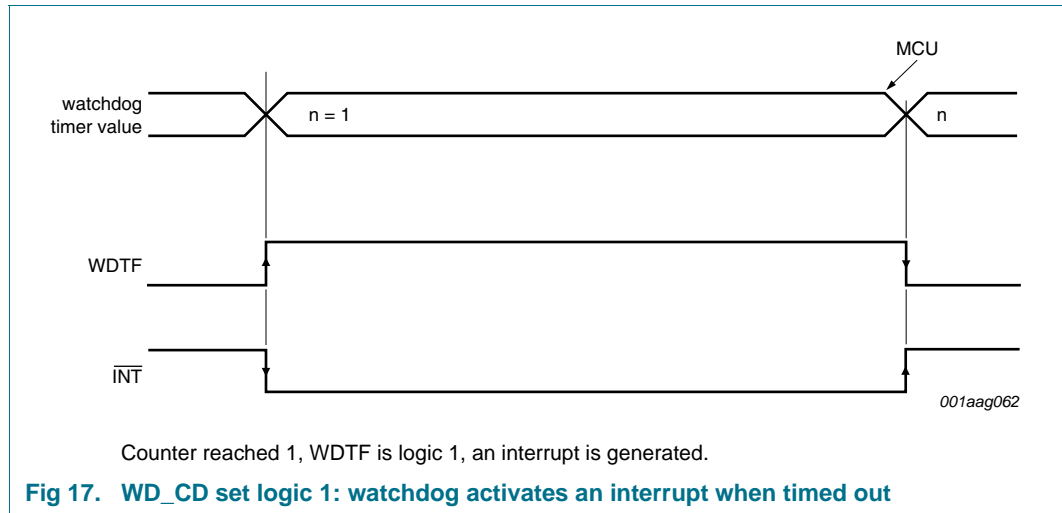 MCU
watchdog
timer value
n = 1
n
WDTF
INT
001aag062
Counter reached 1, WDTF is logic 1, an interrupt is generated.
Fig 17. WD_CD set logic 1: watchdog activates an interrupt when timed out